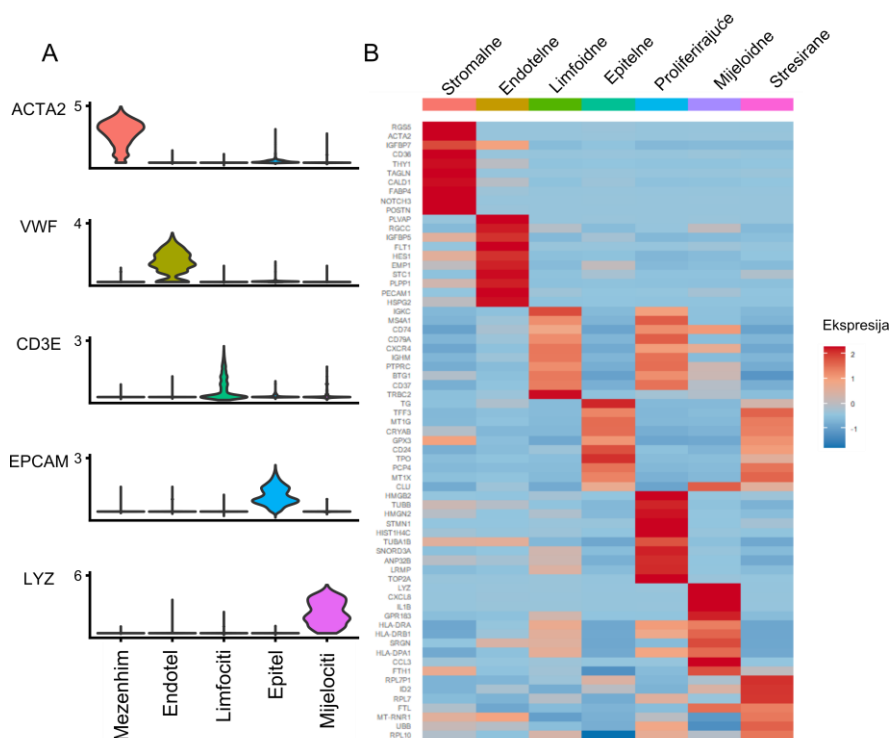 A
ACTA2
5
VWF
4
CD3E
3
EPCAM
3
LYZ
6
Mezenhim
Endotel
Limfociti
Epitel
Mijelociti
B
Stromalne
Endotelne
Limfoidne
Epitelne
Proliferirajuće
Mijeloidne
Stresirane
RGS5
ACTA2
IGFBP7
CD36
THY1
TAGLN
CALD1
FABP4
NOTCH3
POSTN
PLVAP
RGCC
IGFBP5
FLT1
HES1
EMP1
STC1
PLPP1
PECAM1
HSPG2
IGKC
MS4A1
CD74
CD79A
CXCR4
IGHM
PTPRC
BTG1
CD37
TRBC2
TG
TFF3
MT1G
CRYAB
GPX3
CD24
TPO
PCP4
MT1X
CLU
HMGB2
TUBB
HMGN2
STMN1
HIST1H4C
TUBA1B
SNORD3A
ANP32B
LRMP
TOP2A
LYZ
CXCL8
IL1B
GPR183
HLA-DRA
HLA-DRB1
SRGN
HLA-DPA1
CCL3
FTH1
RPL7P1
ID2
RPL7
FTL
MT-RNR1
UBB
RPL10
Ekspresija
2
1
0
-1